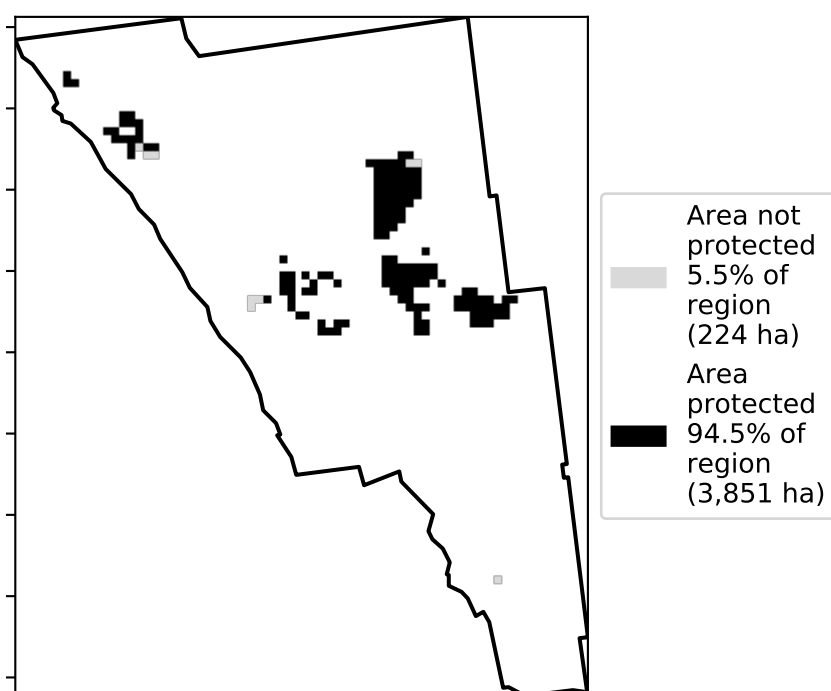 Area not
protected
5.5% of
region
(224 ha)
Area
protected
94.5% of
region
(3,851 ha)